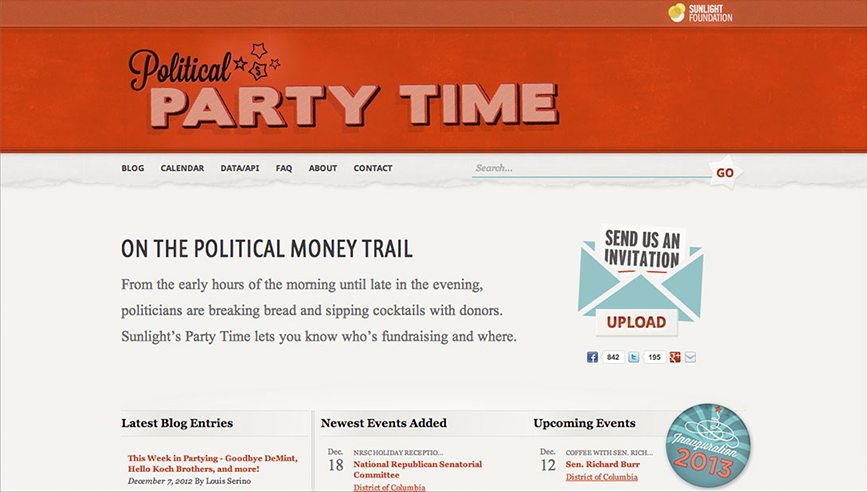 SUNLIGHT
FOUNDATION
Political
$
PARTY TIME
BLOG CALENDAR DATA/API FAQ ABOUT CONTACT Search... GO
ON THE POLITICAL MONEY TRAIL
From the early hours of the morning until late in the evening,
politicians are breaking bread and sipping cocktails with donors.
Sunlight's Party Time lets you know who's fundraising and where.
SEND US AN
INVITATION
UPLOAD
842 195
Latest Blog Entries
This Week in Partying - Goodbye DeMint,
Hello Koch Brothers, and more!
December 7, 2012 By Louis Serino
Newest Events Added
Dec.
18
NRSC HOLIDAY RECEPTIO...
National Republican Senatorial
Committee
District of Columbia
Upcoming Events
Dec.
12
COFFEE WITH SEN. RICH...
Sen. Richard Burr
District of Columbia
Inauguration
2013